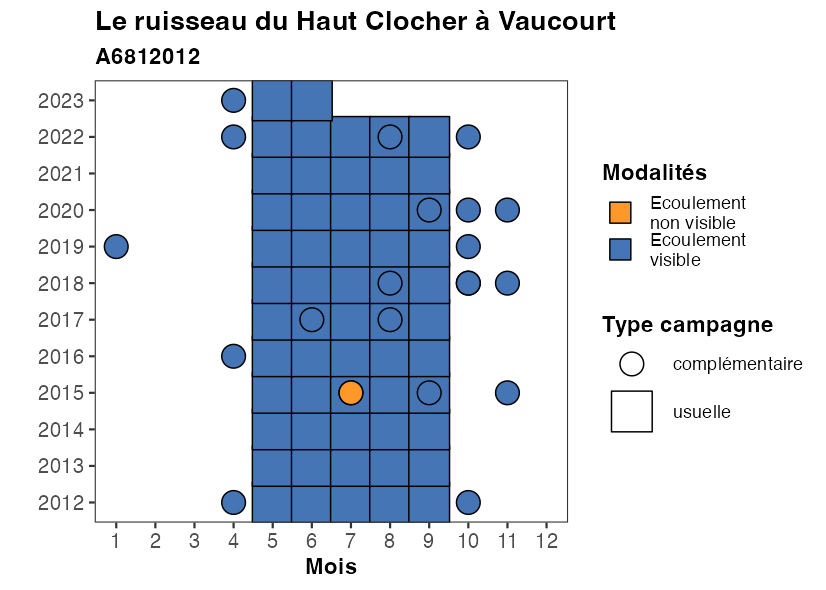 Le ruisseau du Haut Clocher à Vaucourt
A6812012
2023
2022
2021
2020
2019
2018
2017
2016
2015
2014
2013
2012
1 2 3 4 5 6 7 8 9 10 11 12
Mois
Modalités
Ecoulement
non visible
Ecoulement
visible
Type campagne
complémentaire
usuelle